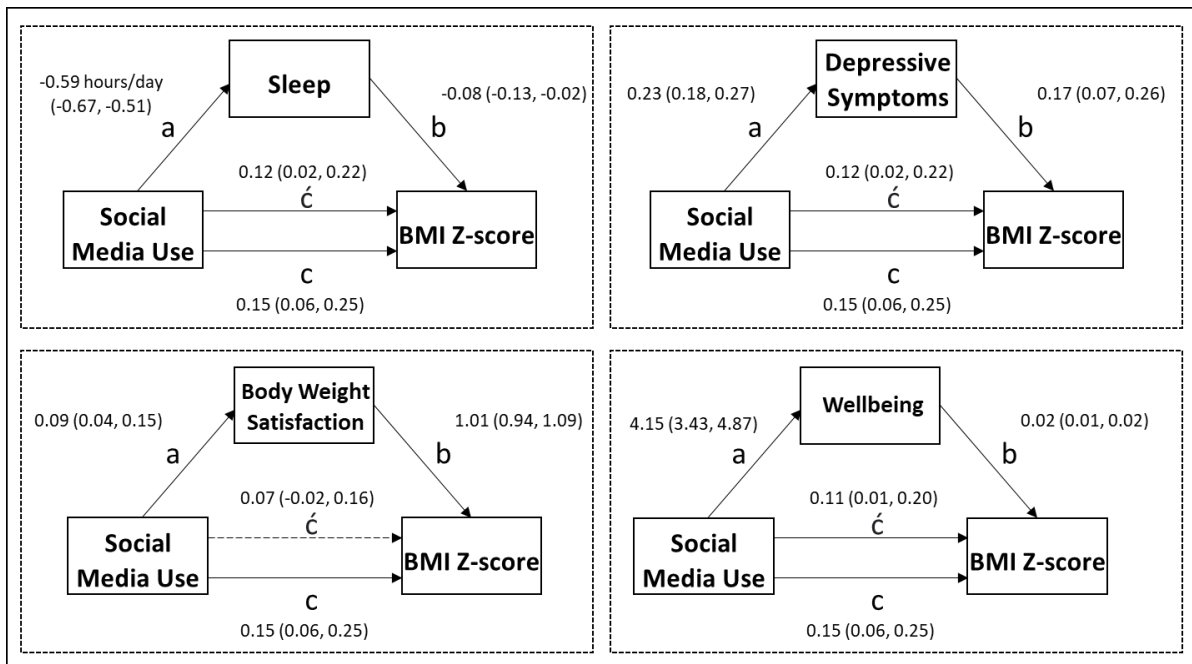 -0.59 hours/day
(-0.67, -0.51)
Sleep
-0.08 (-0.13, -0.02)
a
b
0.12 (0.02, 0.22)
ć
Social
Media Use
BMI Z-score
c
0.15 (0.06, 0.25)
0.23 (0.18, 0.27)
Depressive
Symptoms
0.17 (0.07, 0.26)
a
b
0.12 (0.02, 0.22)
ć
Social
Media Use
BMI Z-score
c
0.15 (0.06, 0.25)
0.09 (0.04, 0.15)
Body Weight
Satisfaction
1.01 (0.94, 1.09)
a
b
0.07 (-0.02, 0.16)
ć
Social
Media Use
BMI Z-score
c
0.15 (0.06, 0.25)
4.15 (3.43, 4.87)
Wellbeing
0.02 (0.01, 0.02)
a
b
0.11 (0.01, 0.20)
ć
Social
Media Use
BMI Z-score
c
0.15 (0.06, 0.25)